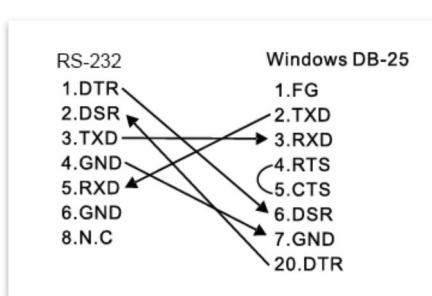 RS-232
1.DTR
2.DSR
3.TXD
4.GND
5.RXD
6.GND
8.N.C
Windows DB-25
1.FG
2.TXD
3.RXD
4.RTS
5.CTS
6.DSR
7.GND
20.DTR